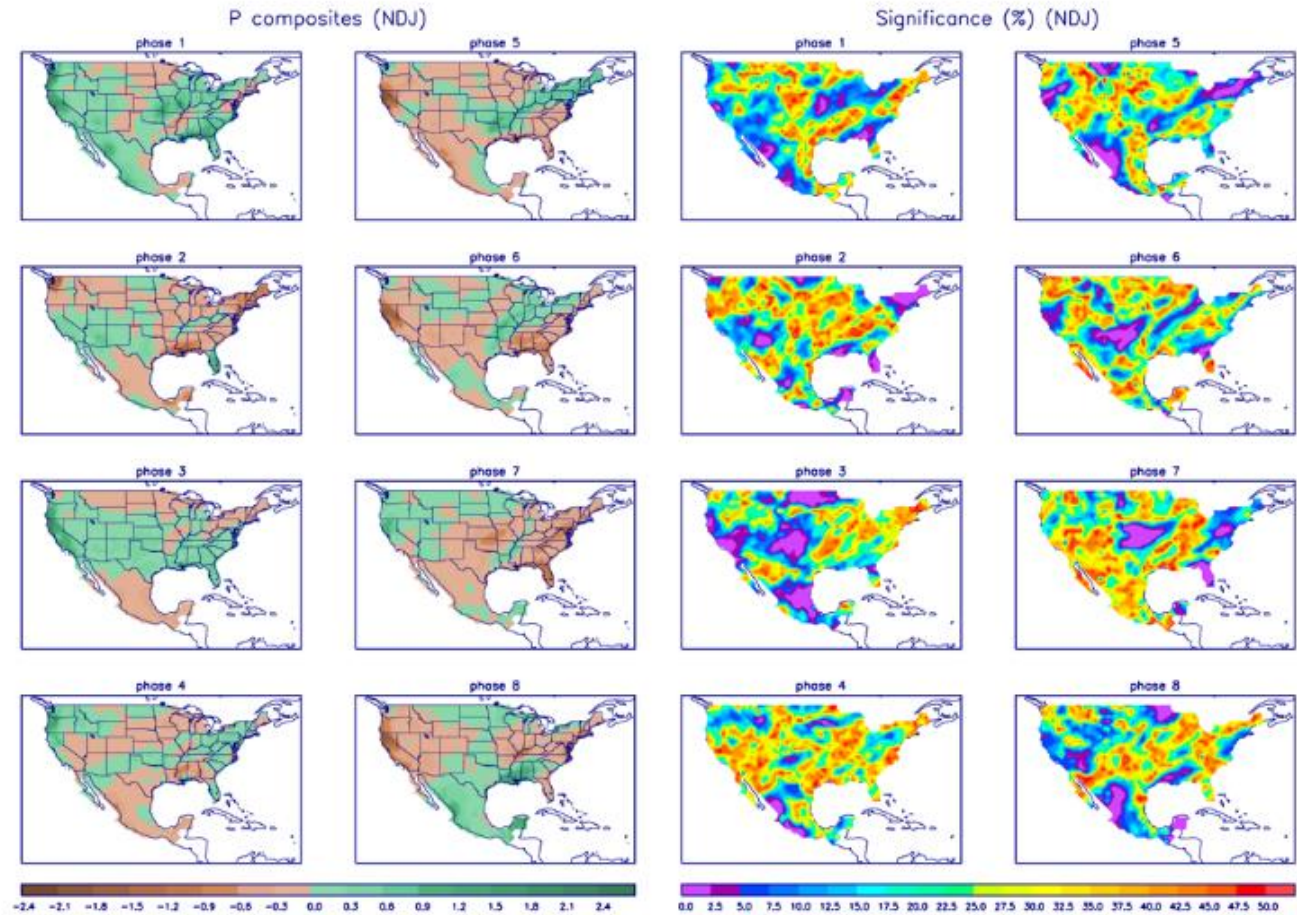 P composites (NDJ) Significance (%) (NDJ)
phase 1 phase 5 phase 1 phase 5
phase 2 phase 6 phase 2 phase 6
phase 3 phase 7 phase 3 phase 7
phase 4 phase 8 phase 4 phase 8
-2.4 -2.1 -1.8 -1.5 -1.2 -0.9 -0.6 -0.3 0.0 0.3 0.6 0.9 1.2 1.5 1.8 2.1 2.4 0.0 2.5 5.0 7.5 10.0 12.5 15.0 17.5 20.0 22.5 25.0 27.5 30.0 32.5 35.0 37.5 40.0 42.5 45.0 47.5 50.0